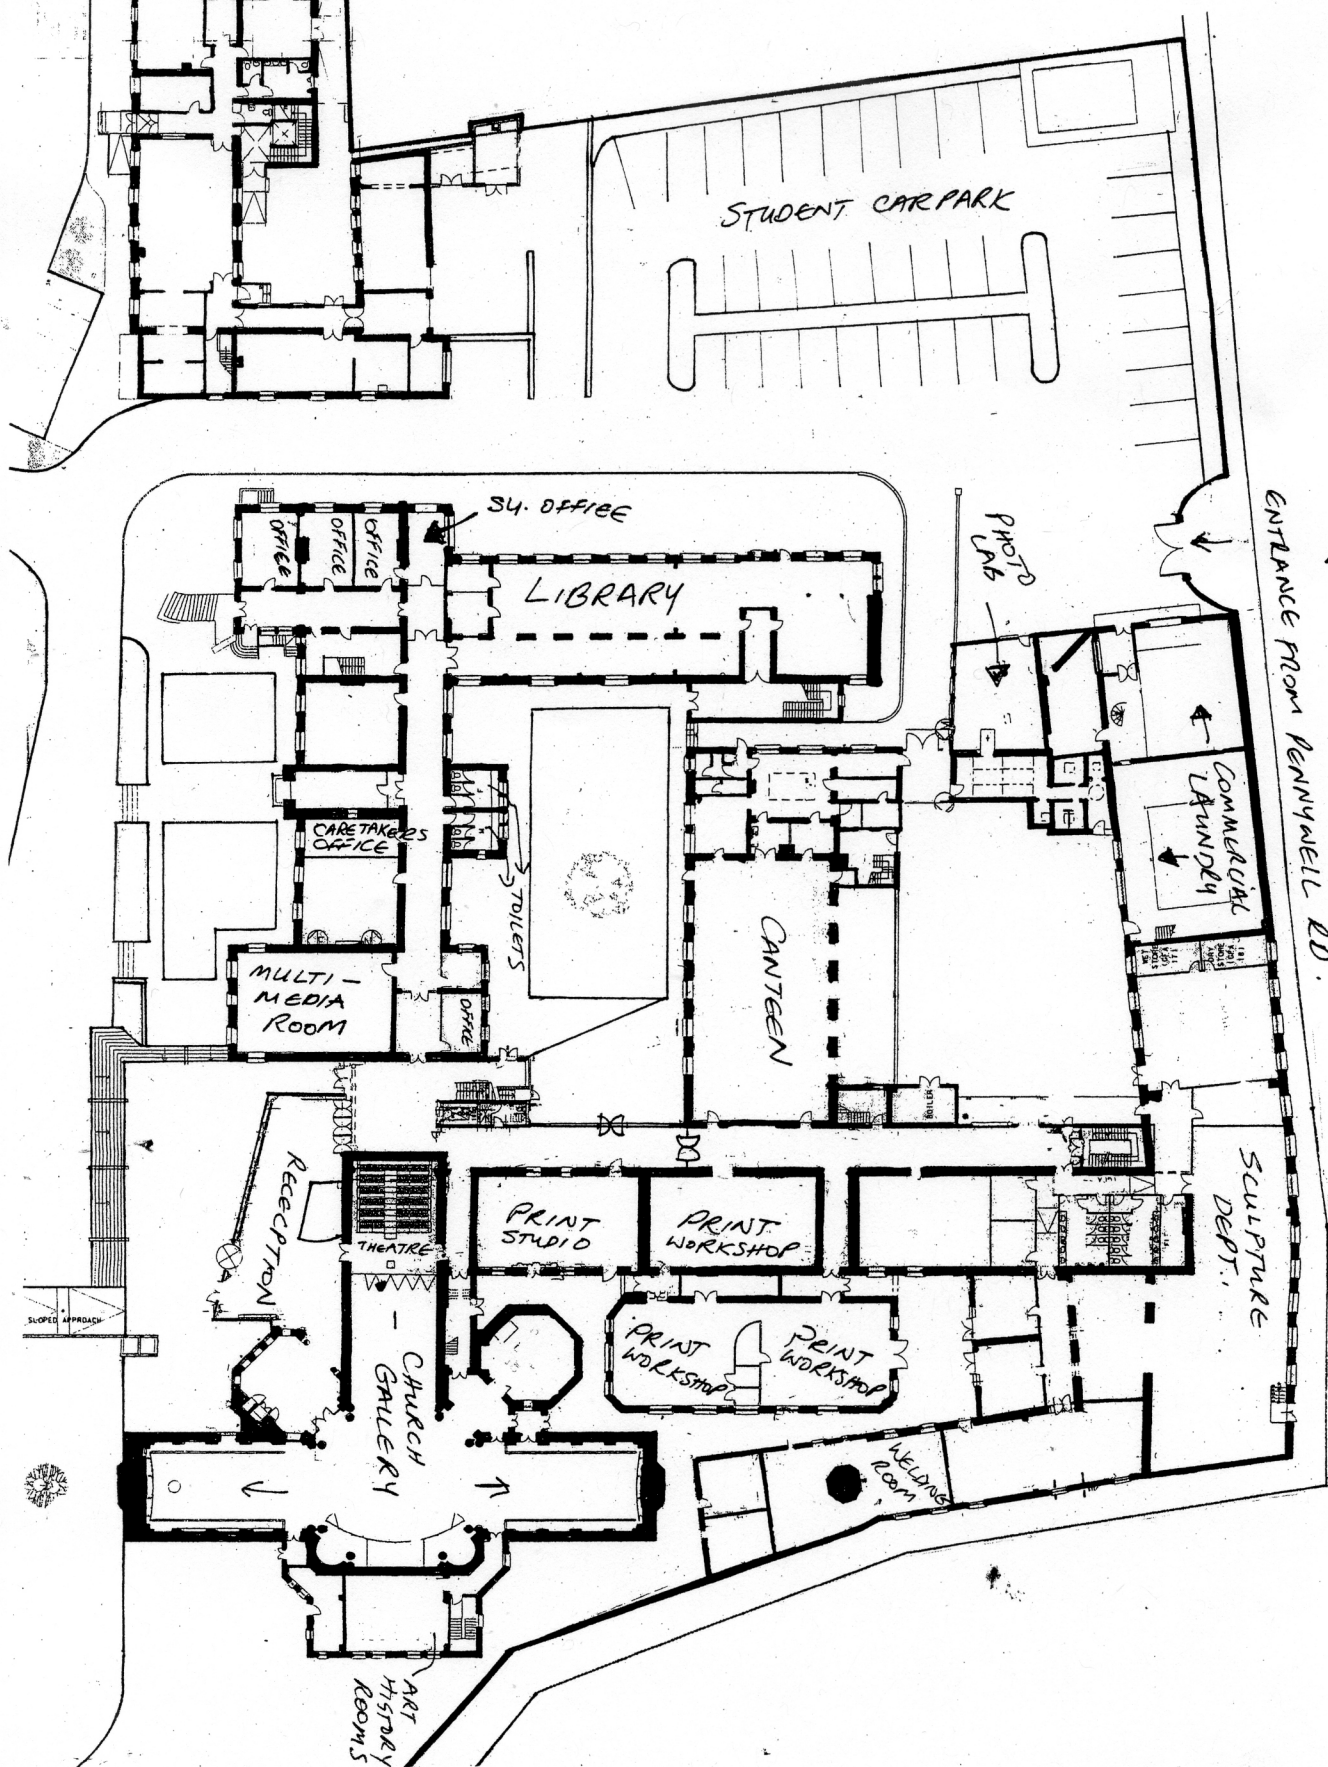 STUDENT CARPARK
ENTRANCE FROM PENNYWELL RD.
OFFICE
OFFICE
OFFICE
SU. OFFICE
LIBRARY
PHOTO
LAB
COMMERCIAL
LAUNDRY
CARETAKERS
OFFICE
TOILETS
CANTEEN
MULTI-
MEDIA
ROOM
OFFICE
BOILER
RECEPTION
THEATRE
PRINT
STUDIO
PRINT
WORKSHOP
SCULPTURE
DEPT.
SLOPED APPROACH
- CHURCH
GALLERY
PRINT
WORKSHOP
PRINT
WORKSHOP
WELDING
ROOM
ART
HISTORY
ROOMS